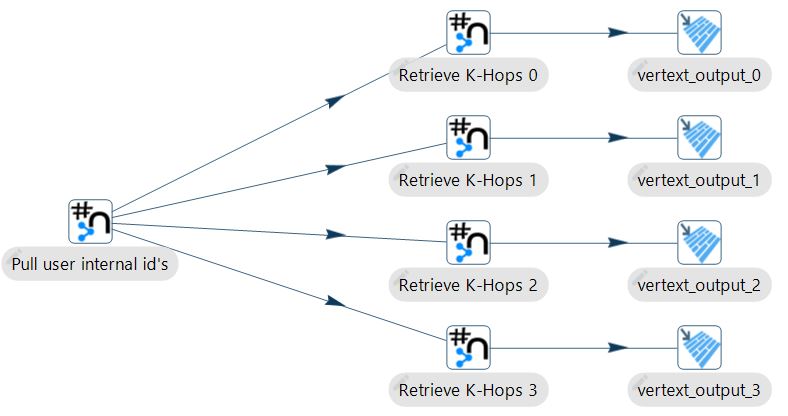 Retrieve K-Hops 0
vertext_output_0
Retrieve K-Hops 1
vertext_output_1
Pull user internal id's
Retrieve K-Hops 2
vertext_output_2
Retrieve K-Hops 3
vertext_output_3